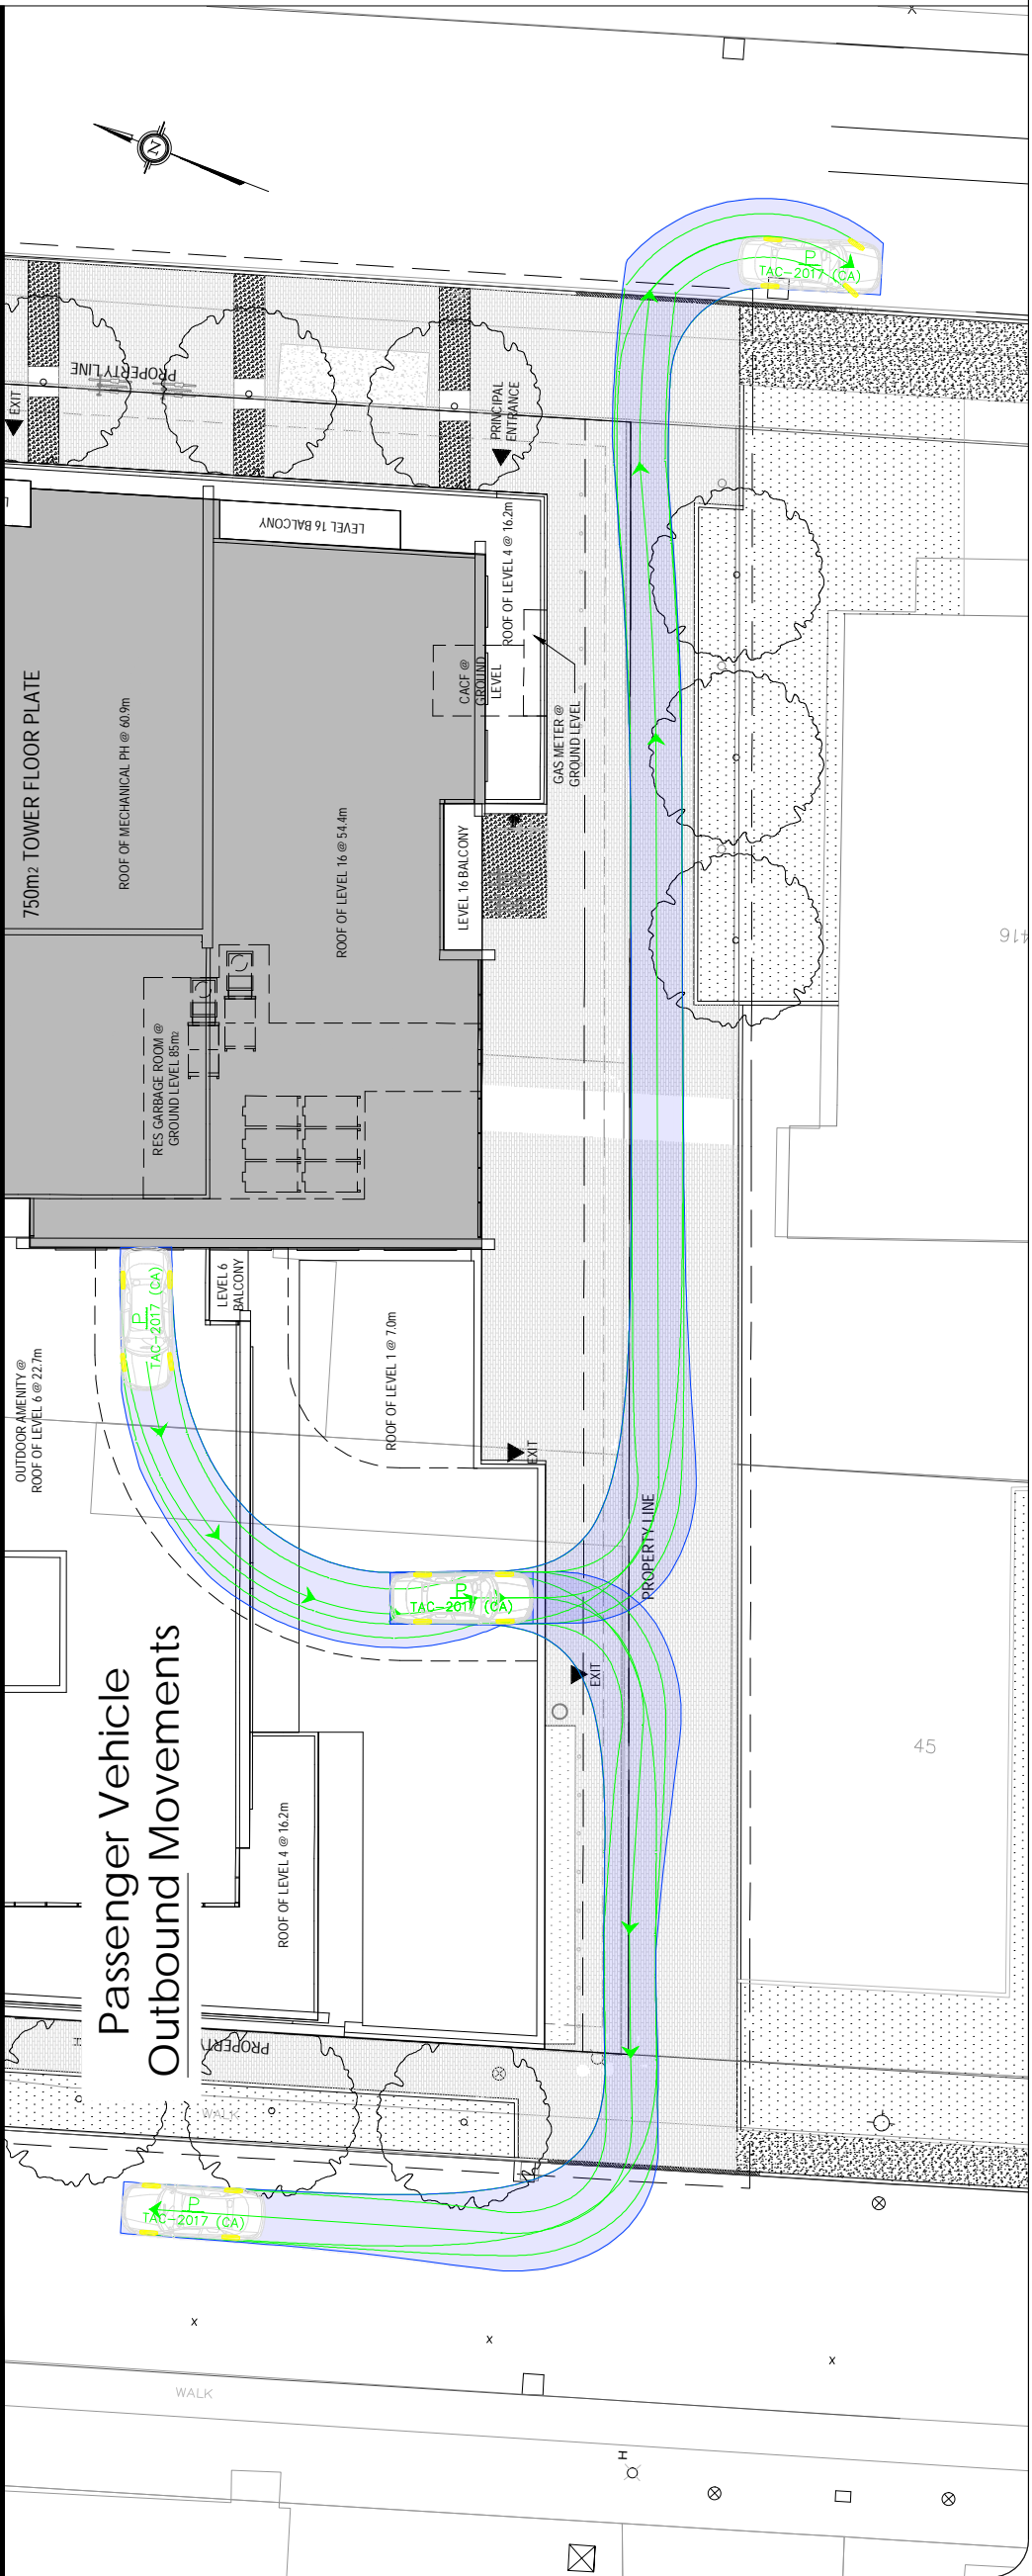 X
N
P
TAC-2017 (CA)
PROPERTY LINE
EXIT
PRINCIPAL
ENTRANCE
LEVEL 16 BALCONY
ROOF OF LEVEL 4 @ 16.2m
750m2 TOWER FLOOR PLATE
ROOF OF MECHANICAL PH @ 60.9m
CACF @
GROUND
LEVEL
GAS METER @
GROUND LEVEL
ROOF OF LEVEL 16 @ 54.4m
LEVEL 16 BALCONY
416
RES GARBAGE ROOM @
GROUND LEVEL 85m2
P
TAC-2017 (CA)
LEVEL 6
BALCONY
OUTDOOR AMENITY @
ROOF OF LEVEL 6 @ 22.7m
ROOF OF LEVEL 1 @ 7.0m
EXIT
PROPERTY LINE
P
TAC-2017 (CA)
EXIT
Passenger Vehicle
Outbound Movements
45
ROOF OF LEVEL 4 @ 16.2m
H
PROPERTY
WALK
P
TAC-2017 (CA)
x
x
x
WALK
H